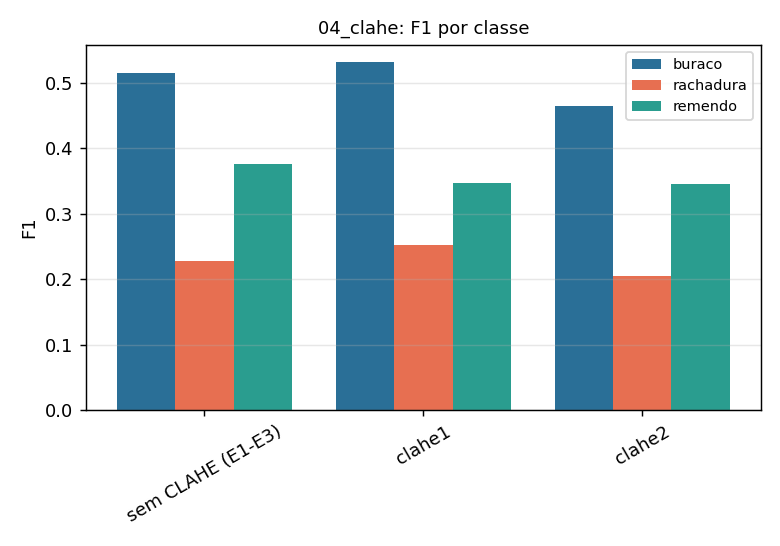 04_clahe: F1 por classe
buraco
rachadura
remendo
F1
0.5
0.4
0.3
0.2
0.1
0.0
sem CLAHE (E1-E3)
clahe1
clahe2